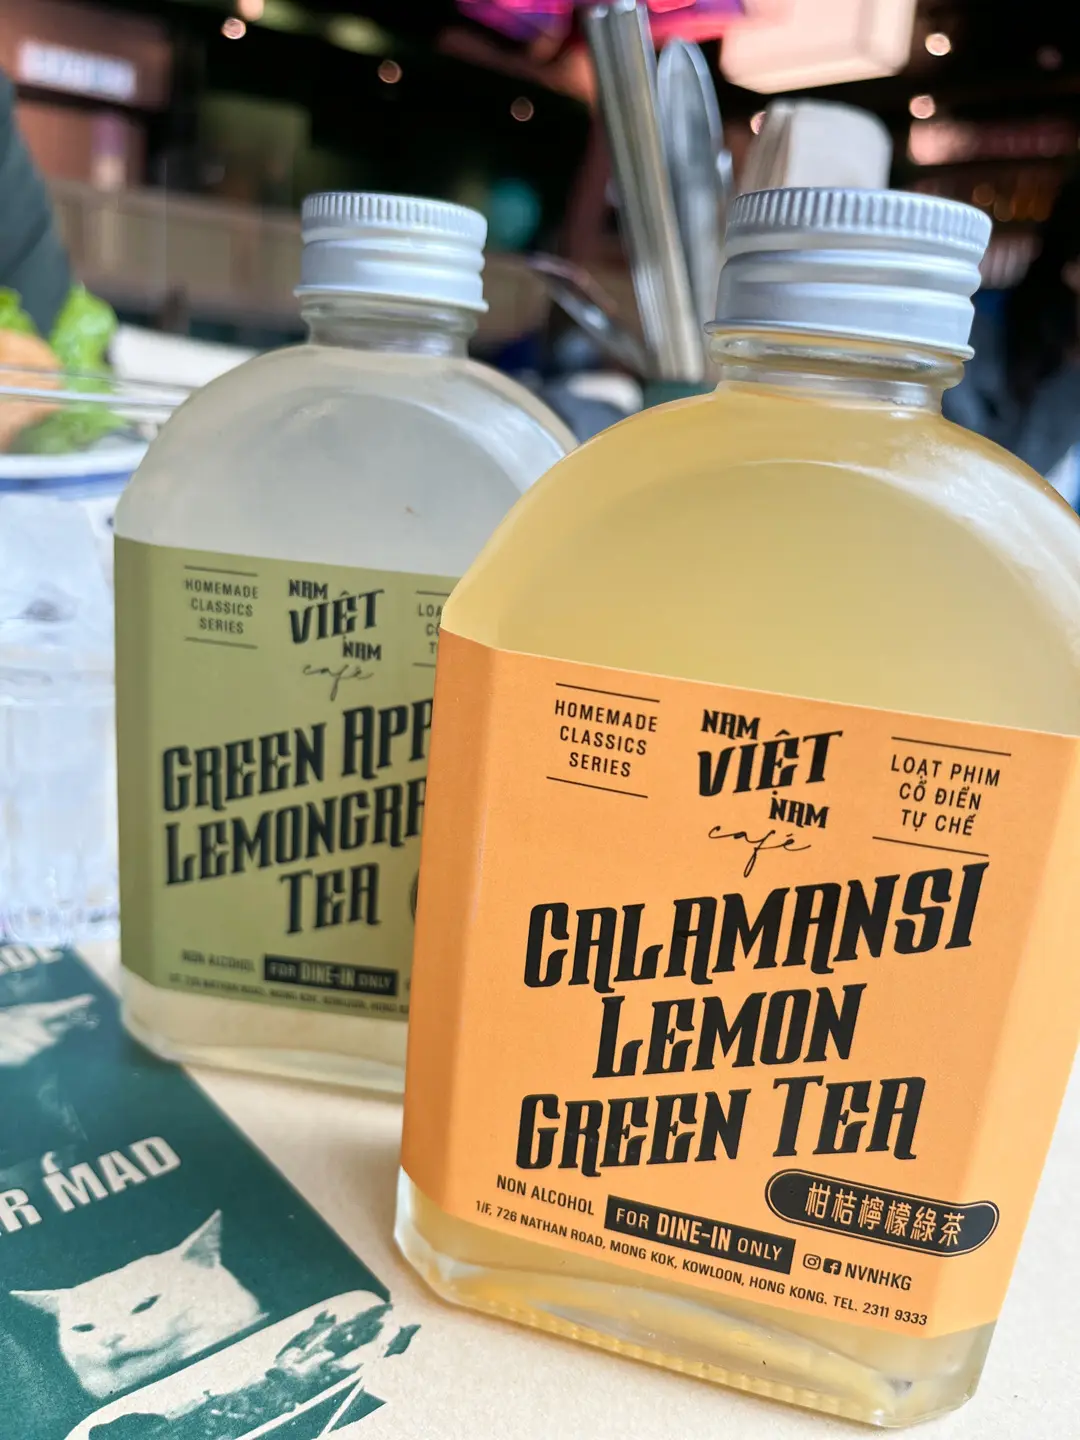 HOMEMADE
CLASSICS
SERIES
NAM
VIỆT
NAM
café
GREEN
LEMONGR
TEA
NON ALCOHOL
FOR DINE-IN ONLY
HOMEMADE
CLASSICS
SERIES
NAM
VIỆT
NAM
café
LOẠT PHIM
CỔ ĐIỂN
TỰ CHẾ
CALAMANSI
LEMON
GREEN TEA
柑桔檸檬綠茶
NON ALCOHOL
FOR DINE-IN ONLY
NVNHKG
1/F, 726 NATHAN ROAD, MONG KOK, KOWLOON, HONG KONG. TEL. 2311 9333
R MAD